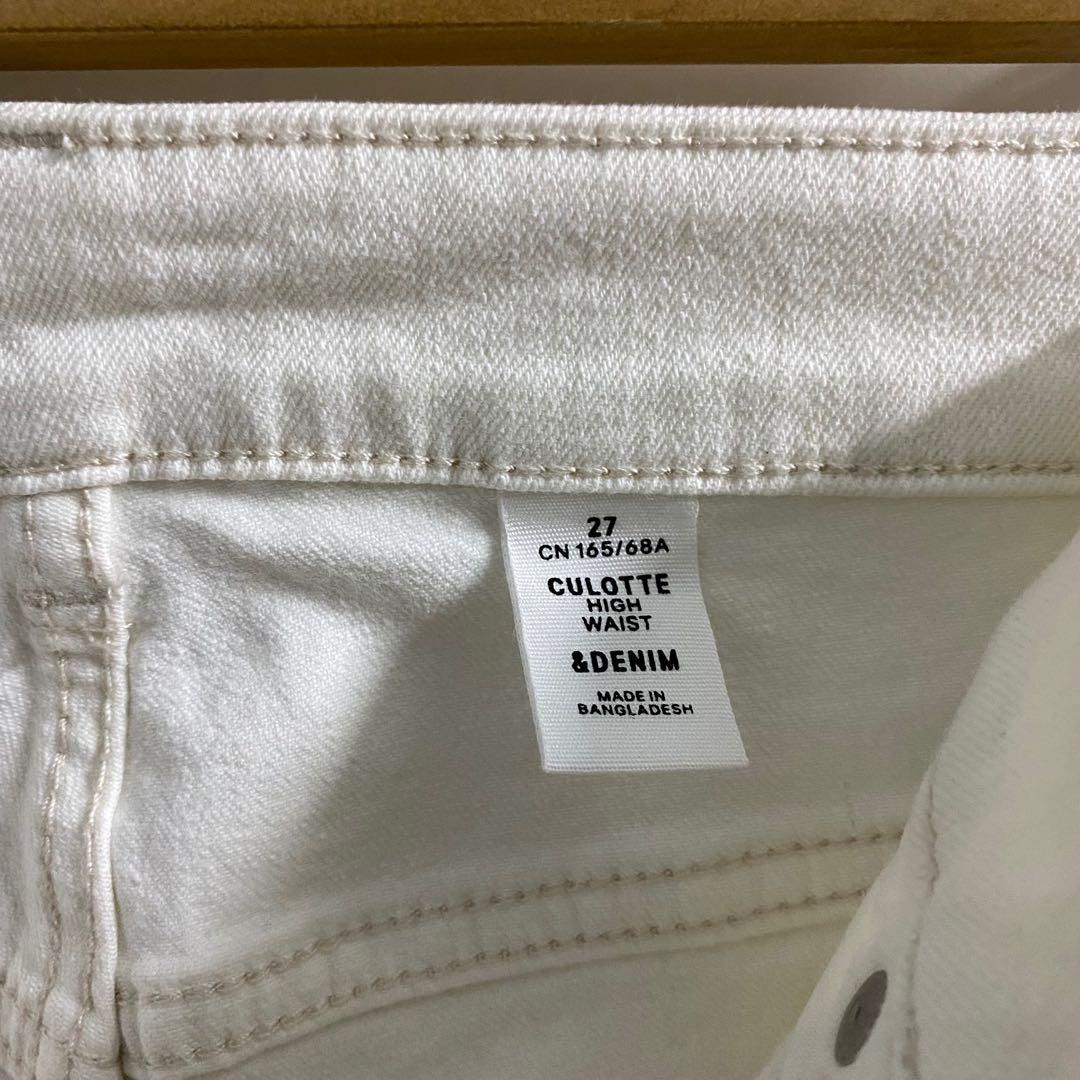 27
CN 165/68A
CULOTTE
HIGH
WAIST
&DENIM
MADE IN
BANGLADESH